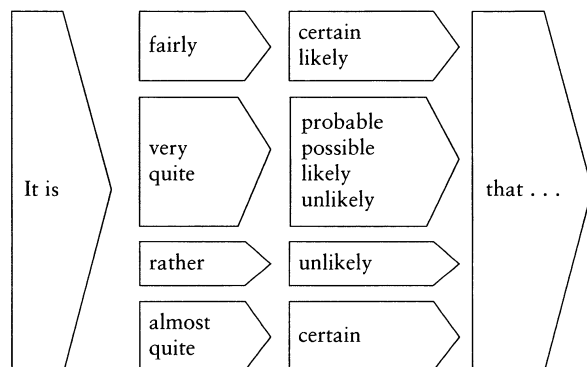 It is
fairly
certain
likely
very
quite
probable
possible
likely
unlikely
rather
unlikely
almost
quite
certain
that . . .